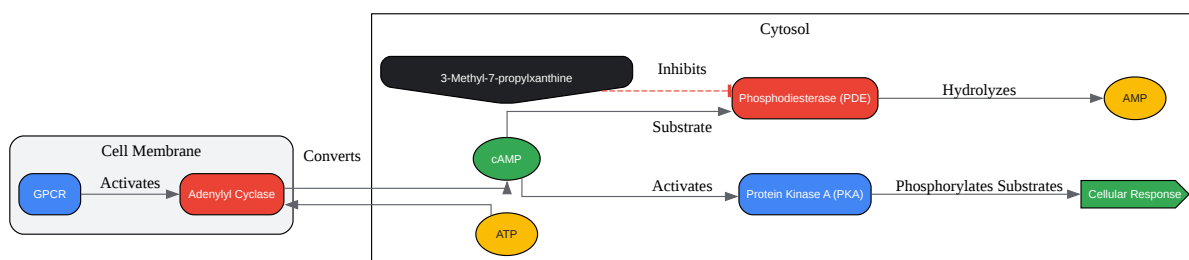 Cytosol
3-Methyl-7-propylxanthine
Inhibits
Phosphodiesterase (PDE)
Hydrolyzes
AMP
Substrate
Cell Membrane
Converts
cAMP
GPCR
Activates
Adenylyl Cyclase
Activates
Protein Kinase A (PKA)
Phosphorylates Substrates
Cellular Response
ATP